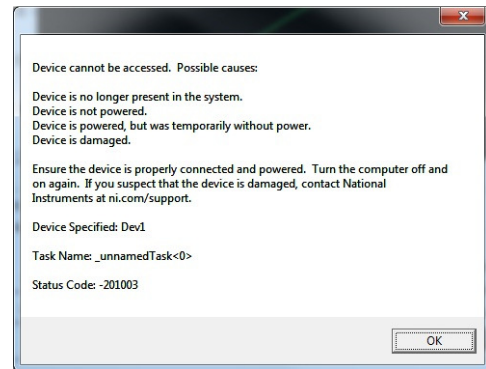 Device cannot be accessed.  Possible causes:
Device is no longer present in the system.
Device is not powered.
Device is powered, but was temporarily without power.
Device is damaged.
Ensure the device is properly connected and powered.  Turn the computer off and
on again.  If you suspect that the device is damaged, contact National
Instruments at ni.com/support.
Device Specified: Dev1
Task Name: _unnamedTask<0>
Status Code: -201003
OK